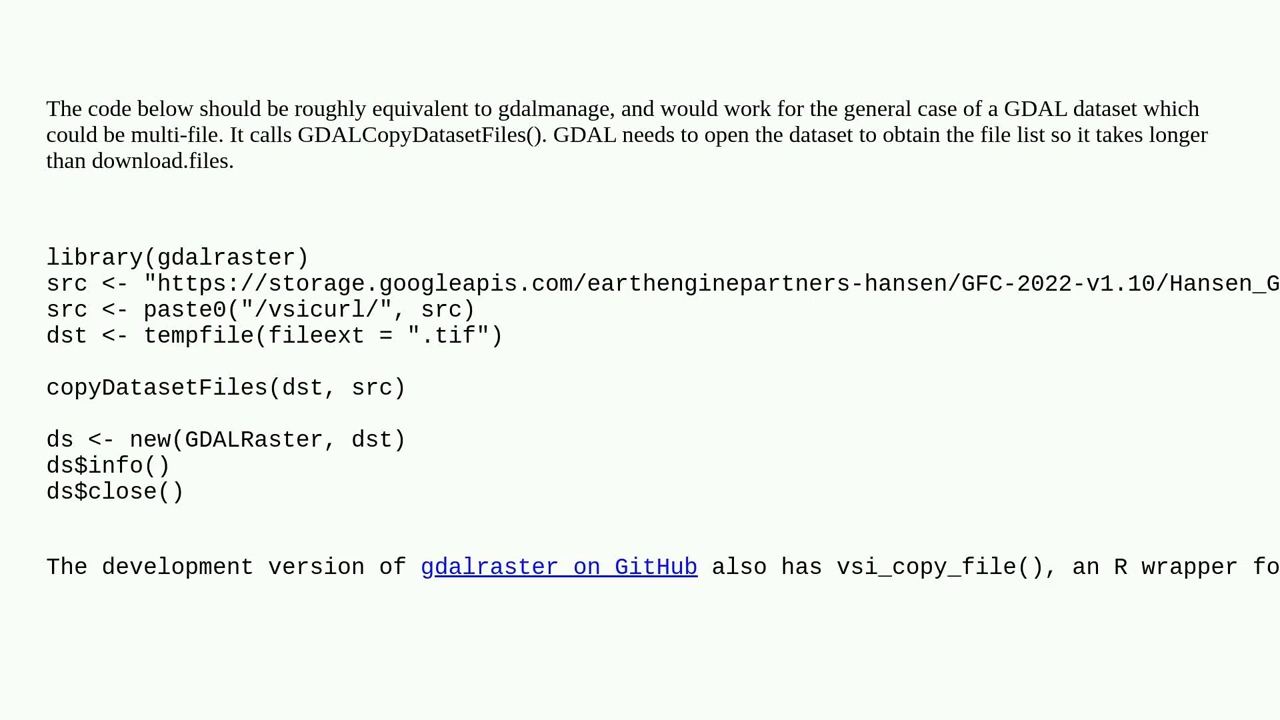 The code below should be roughly equivalent to gdalmanage, and would work for the general case of a GDAL dataset which
could be multi-file. It calls GDALCopyDatasetFiles(). GDAL needs to open the dataset to obtain the file list so it takes longer
than download.files.
library(gdalraster)
src <- "https://storage.googleapis.com/earthenginepartners-hansen/GFC-2022-v1.10/Hansen_G
src <- paste0("/vsicurl/", src)
dst <- tempfile(fileext = ".tif")
copyDatasetFiles(dst, src)
ds <- new(GDALRaster, dst)
ds$info()
ds$close()
The development version of gdalraster on GitHub also has vsi_copy_file(), an R wrapper fo